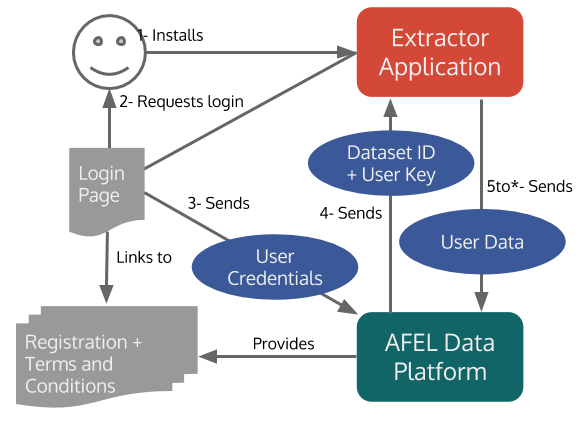 1- Installs
Extractor
Application
2- Requests login
Login
Page
Dataset ID
+ User Key
3- Sends
4- Sends
5to*- Sends
User
Credentials
User Data
Links to
Registration +
Terms and
Conditions
Provides
AFEL Data
Platform